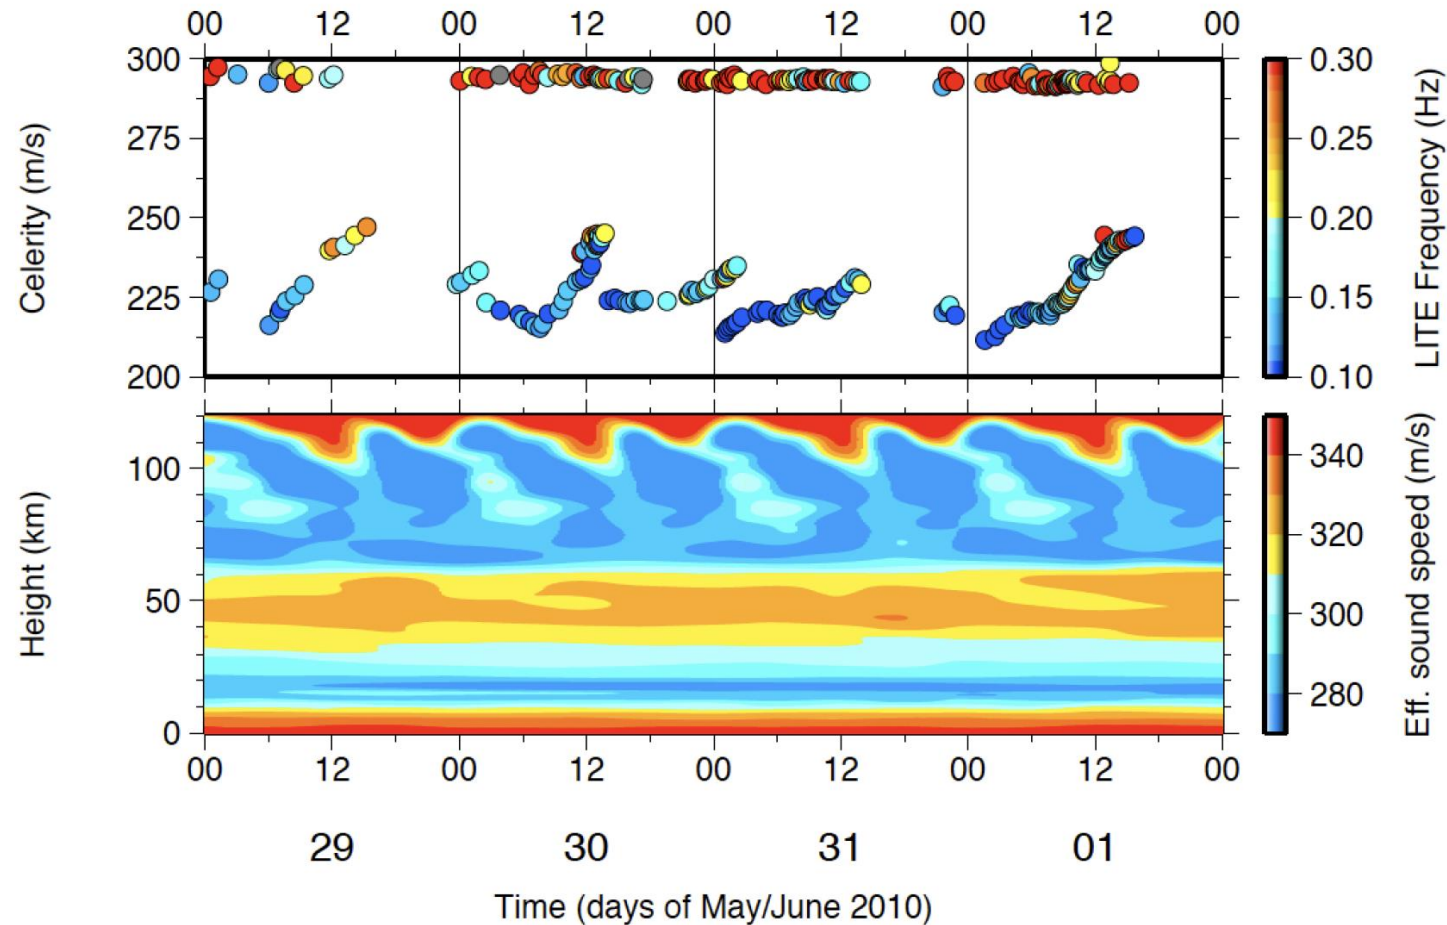 00 12 00 12 00 12 00 12 00
300
275
250
225
200
Celerity (m/s)
0.30
0.25
0.20
0.15
0.10
LITE Frequency (Hz)
100
50
0
Height (km)
340
320
300
280
Eff. sound speed (m/s)
00 12 00 12 00 12 00 12 00
29 30 31 01
Time (days of May/June 2010)